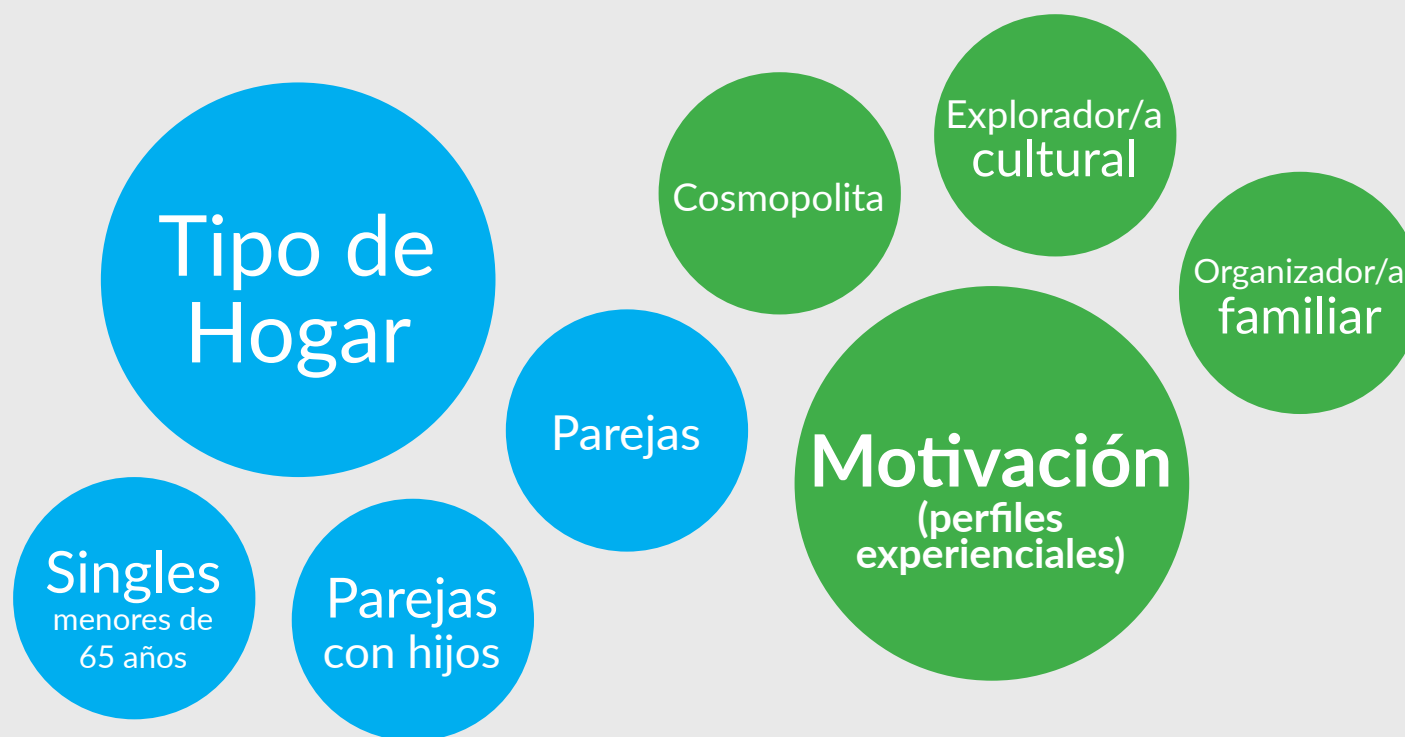 Tipo de
Hogar
Singles
menores de
65 años
Parejas
con hijos
Parejas
Cosmopolita
Explorador/a
cultural
Organizador/a
familiar
Motivación
(perfiles
experienciales)